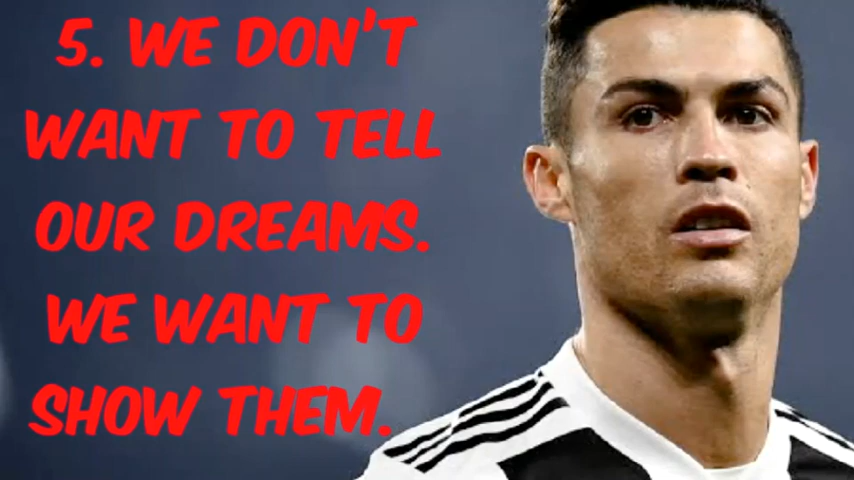 5. WE DON'T
WANT TO TELL
OUR DREAMS.
WE WANT TO
SHOW THEM.